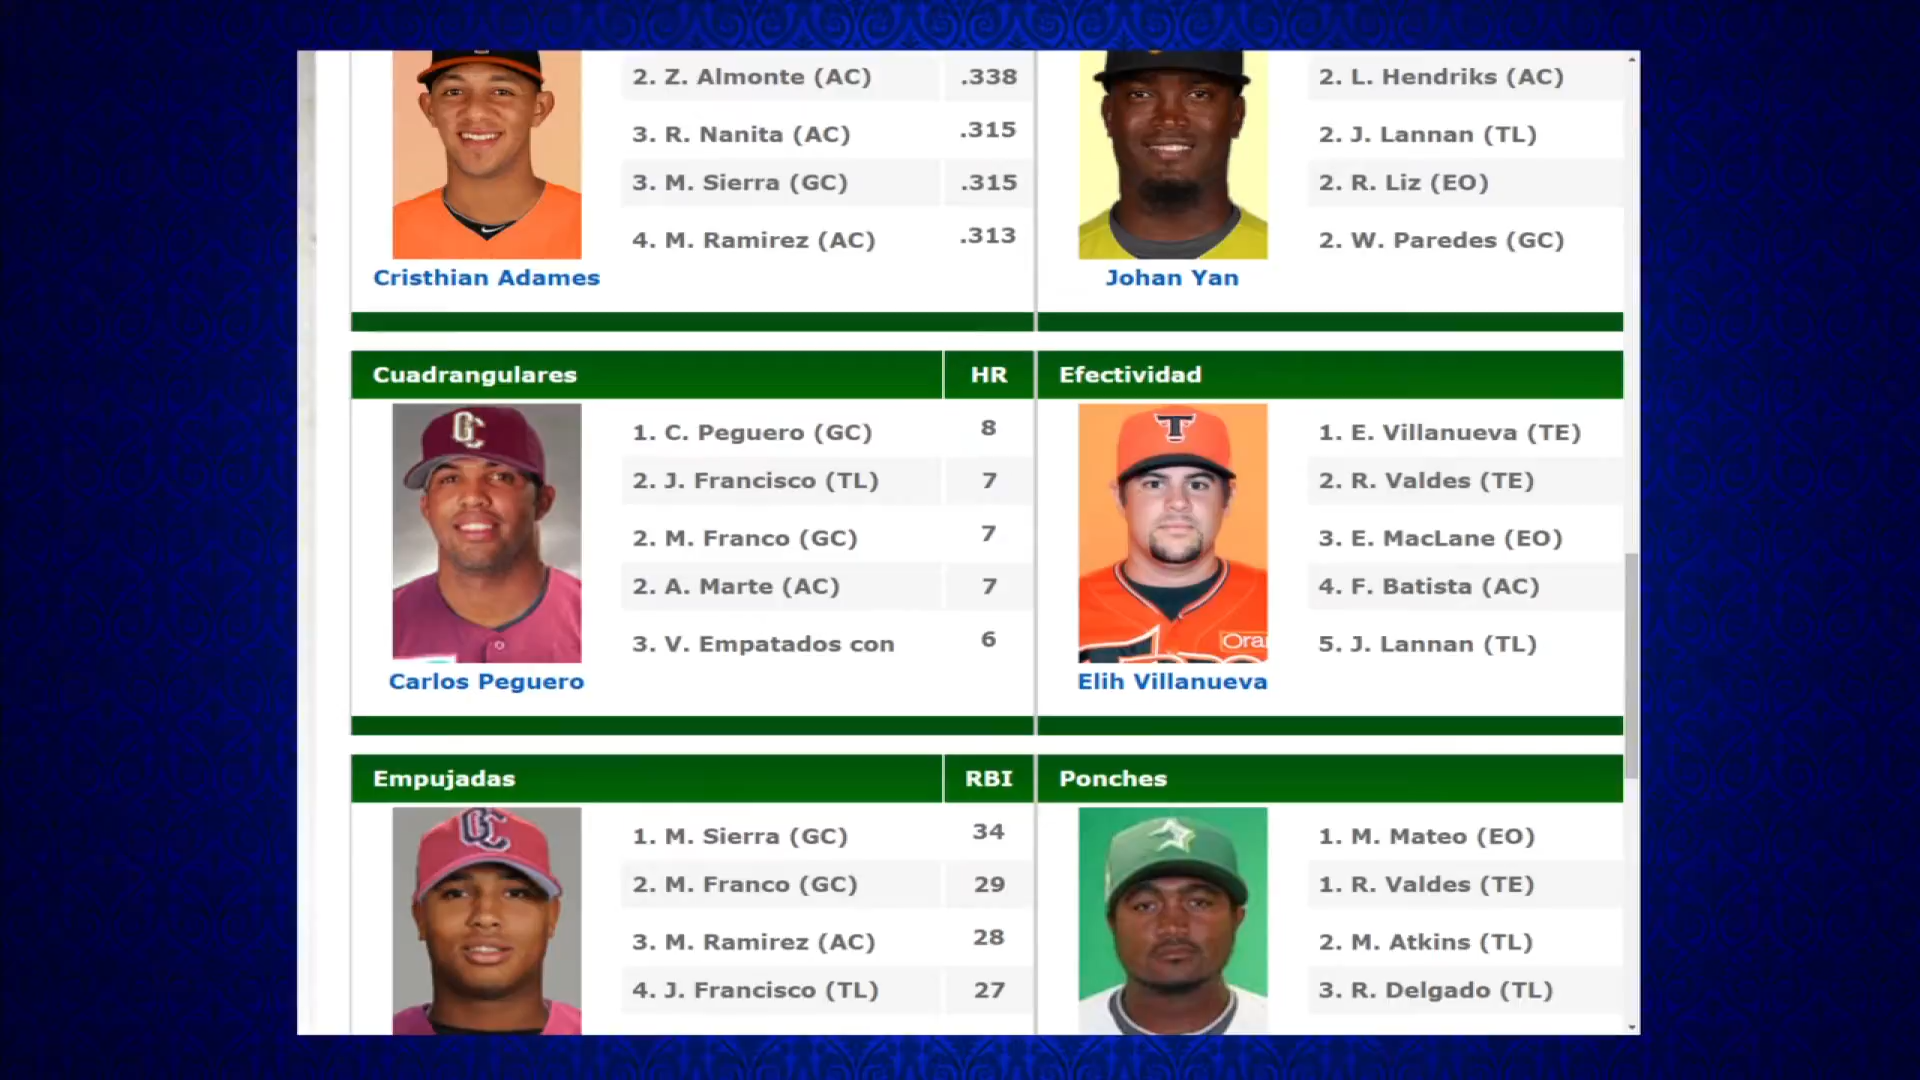 2. Z. Almonte (AC) .338
3. R. Nanita (AC) .315
3. M. Sierra (GC) .315
4. M. Ramirez (AC) .313
Cristhian Adames
2. L. Hendriks (AC)
2. J. Lannan (TL)
2. R. Liz (EO)
2. W. Paredes (GC)
Johan Yan
Cuadrangulares HR
GC
1. C. Peguero (GC) 8
2. J. Francisco (TL) 7
2. M. Franco (GC) 7
2. A. Marte (AC) 7
3. V. Empatados con 6
Carlos Peguero
Efectividad
T
1. E. Villanueva (TE)
2. R. Valdes (TE)
3. E. MacLane (EO)
4. F. Batista (AC)
5. J. Lannan (TL)
Oran
Elih Villanueva
Empujadas RBI
GC
1. M. Sierra (GC) 34
2. M. Franco (GC) 29
3. M. Ramirez (AC) 28
4. J. Francisco (TL) 27
Ponches
1. M. Mateo (EO)
1. R. Valdes (TE)
2. M. Atkins (TL)
3. R. Delgado (TL)